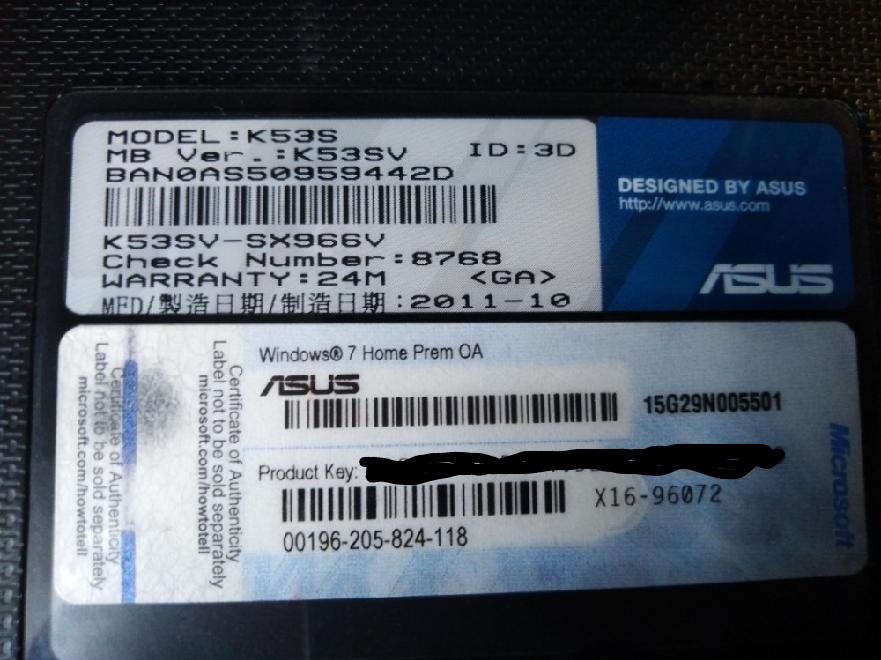 MODEL:K53S
MB Ver.:K53SV ID:3D
BAN0AS50959442D
K53SV-SX966V
Check Number:8768
WARRANTY:24M <GA>
MFD/製造日期/制造日期:2011-10
DESIGNED BY ASUS
http://www.asus.com
ASUS
Certificate of Authenticity
Label not to be sold separately
microsoft.com/howtotell
Certificate of Authenticity
Label not to be sold separately
microsoft.com/howtotell
Windows® 7 Home Prem OA
ASUS
15G29N005501
Product Key:
X16-96072
00196-205-824-118
Microsoft